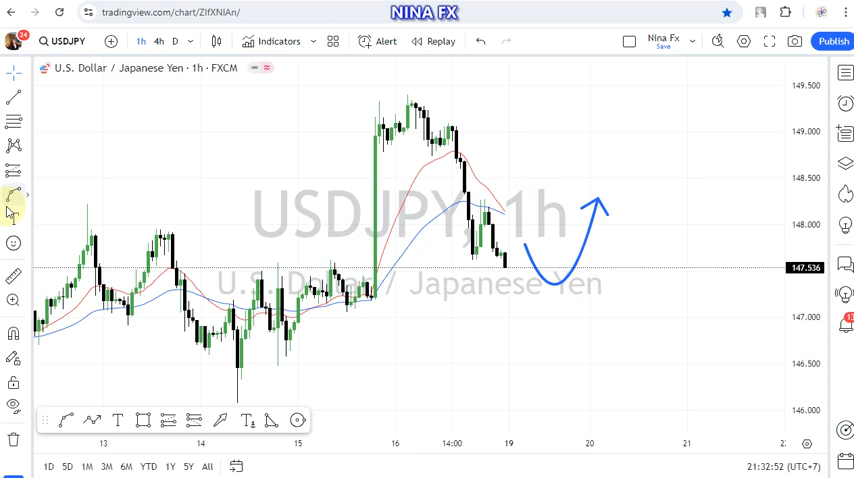 NINA FX
tradingview.com/chart/ZIfXNIAn/
24
USDJPY
1h 4h D
Indicators
Alert
Replay
Nina Fx
Save
Publish
U.S. Dollar / Japanese Yen · 1h · FXCM
149.500
149.000
148.500
148.000
147.536
147.000
146.500
146.000
USDJPY, 1h
U.S. Dollar / Japanese Yen
13 14 15 16 14:00 19 20 21
1D 5D 1M 3M 6M YTD 1Y 5Y All
21:32:52 (UTC+7)